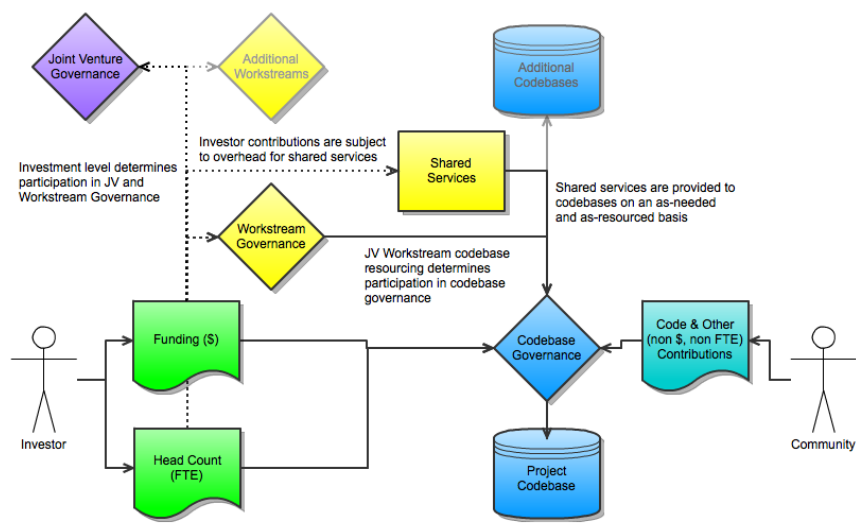 Joint Venture
Governance
Additional
Workstreams
Additional
Codebases
Investor contributions are subject
to overhead for shared services
Shared
Services
Investment level determines
participation in JV and
Workstream Governance
Shared services are provided to
codebases on an as-needed
and as-resourced basis
Workstream
Governance
JV Workstream codebase
resourcing determines
participation in codebase
governance
Funding ($)
Codebase
Governance
Code & Other
(non $, non FTE)
Contributions
Investor
Community
Head Count
(FTE)
Project
Codebase